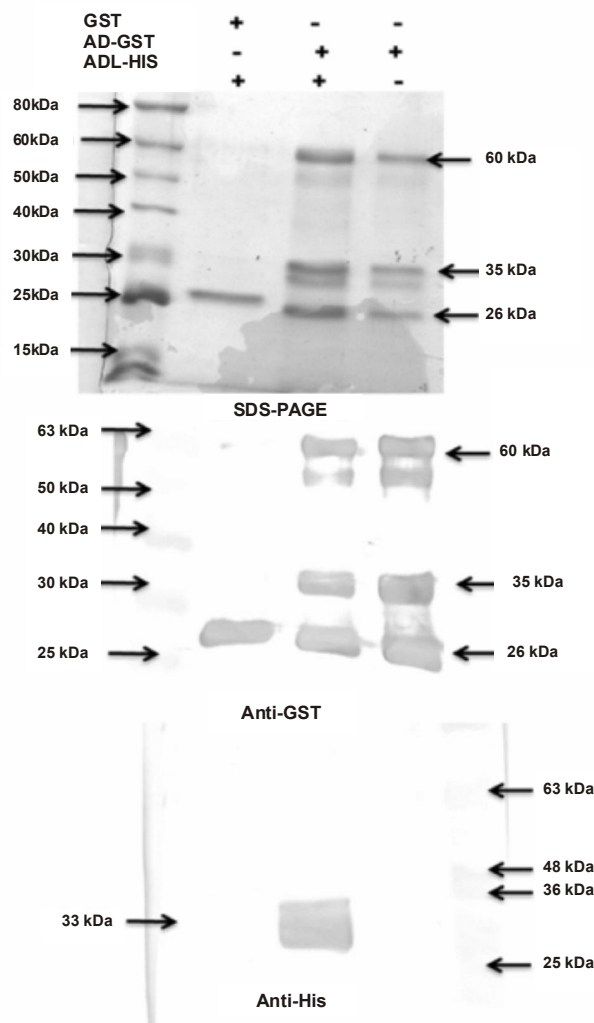 GST + - -
AD-GST - + +
ADL-HIS + + -
80kDa
60kDa 60 kDa
50kDa
40kDa
30kDa 35 kDa
25kDa 26 kDa
15kDa
SDS-PAGE
63 kDa 60 kDa
50 kDa
40 kDa
30 kDa 35 kDa
25 kDa 26 kDa
Anti-GST
63 kDa
48 kDa
36 kDa
33 kDa
25 kDa
Anti-His